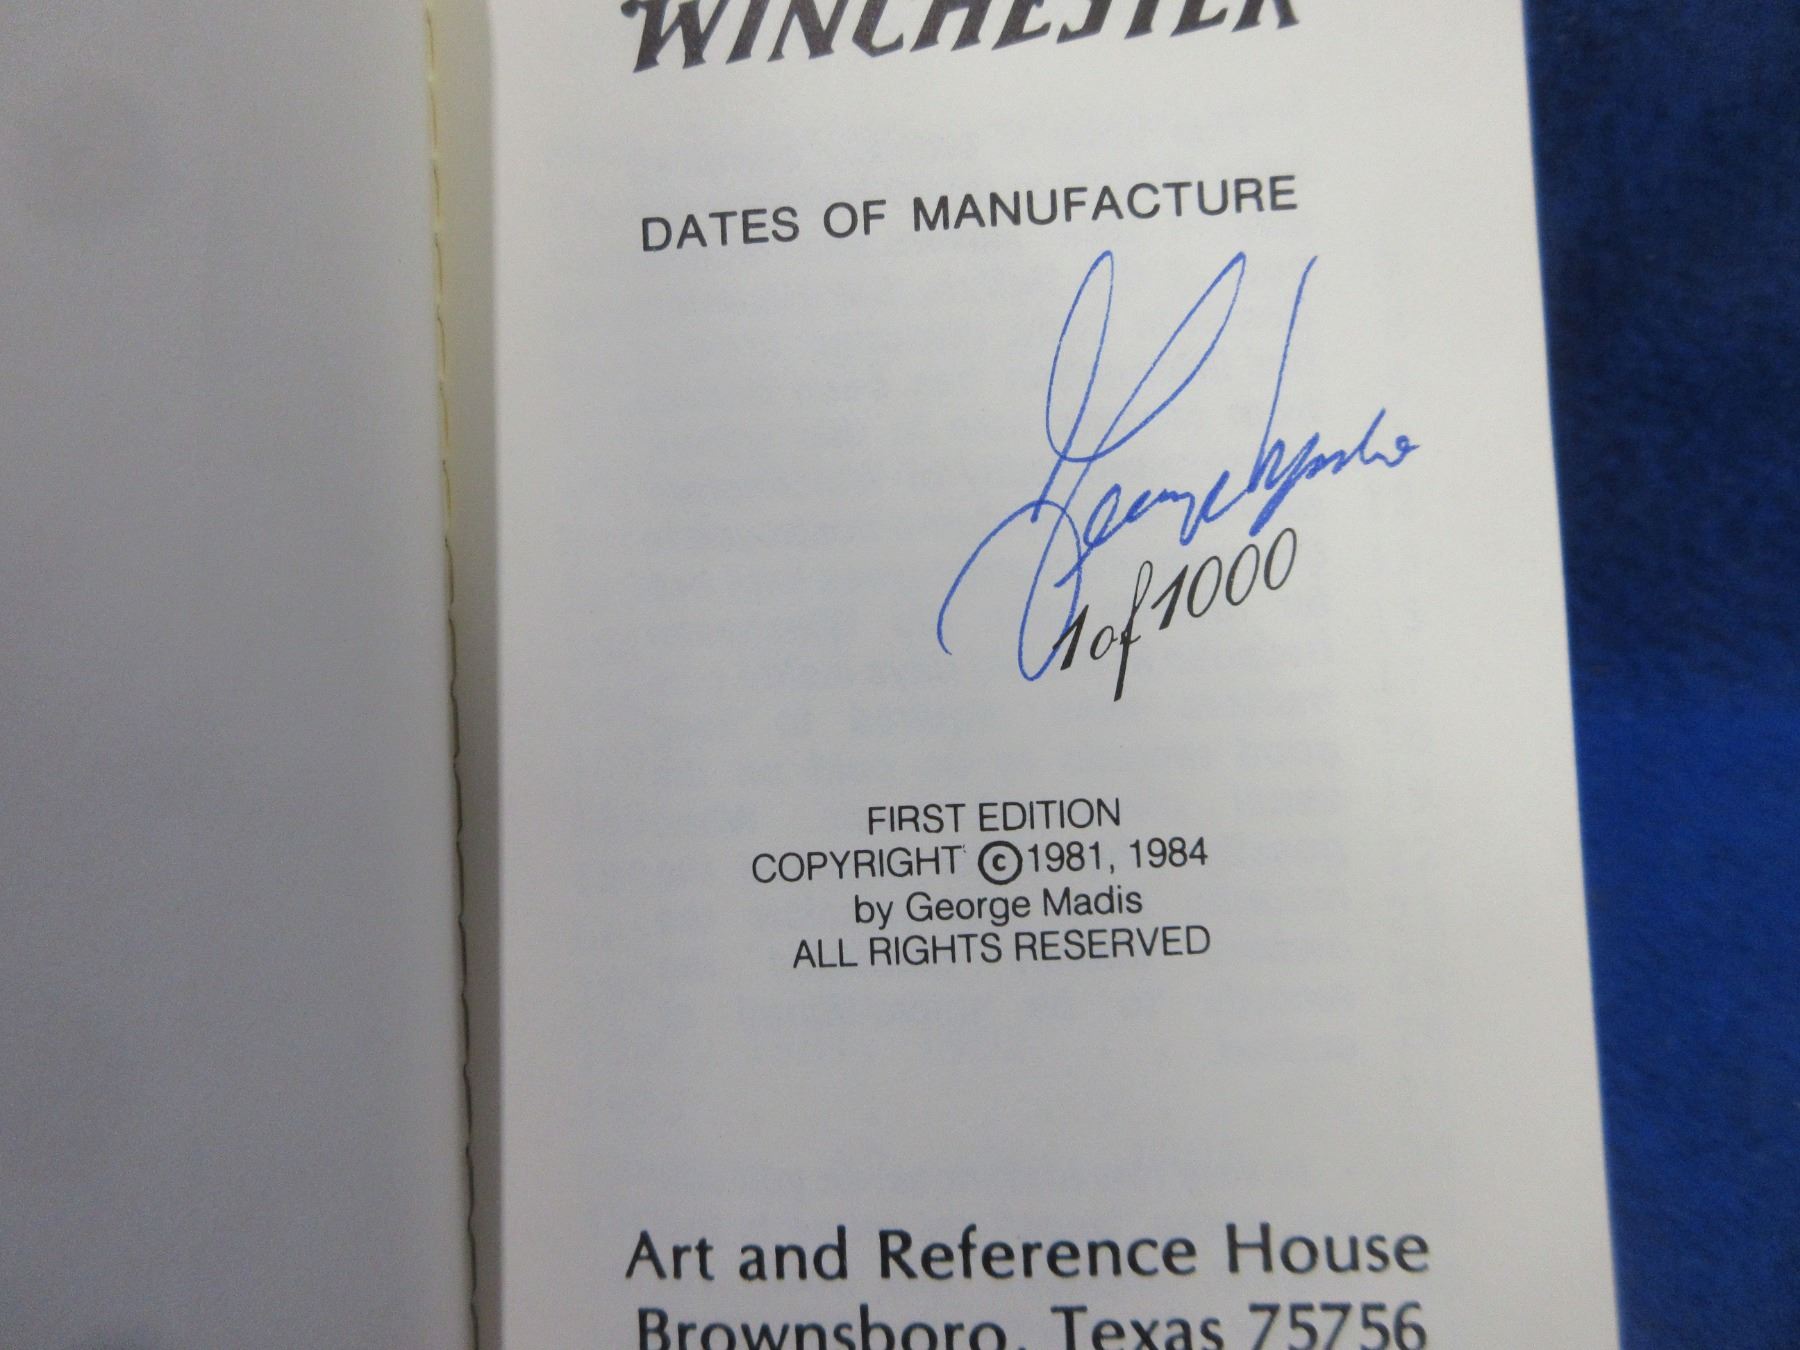 WINCHESTER
DATES OF MANUFACTURE
George
1 of 1000
FIRST EDITION
COPYRIGHT ©1981, 1984
by George Madis
ALL RIGHTS RESERVED
Art and Reference House
Brownsboro, Texas 75756